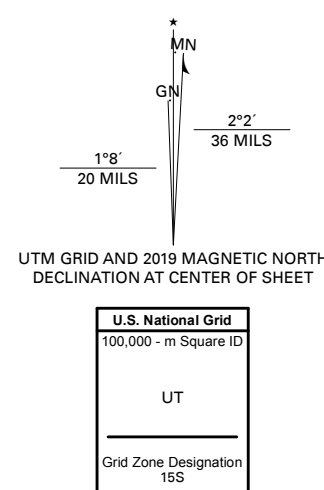 ★
MN
GN
2°2´
36 MILS
1°8´
20 MILS
UTM GRID AND 2019 MAGNETIC NORTH
DECLINATION AT CENTER OF SHEET
U.S. National Grid
100,000 - m Square ID
UT
Grid Zone Designation
15S